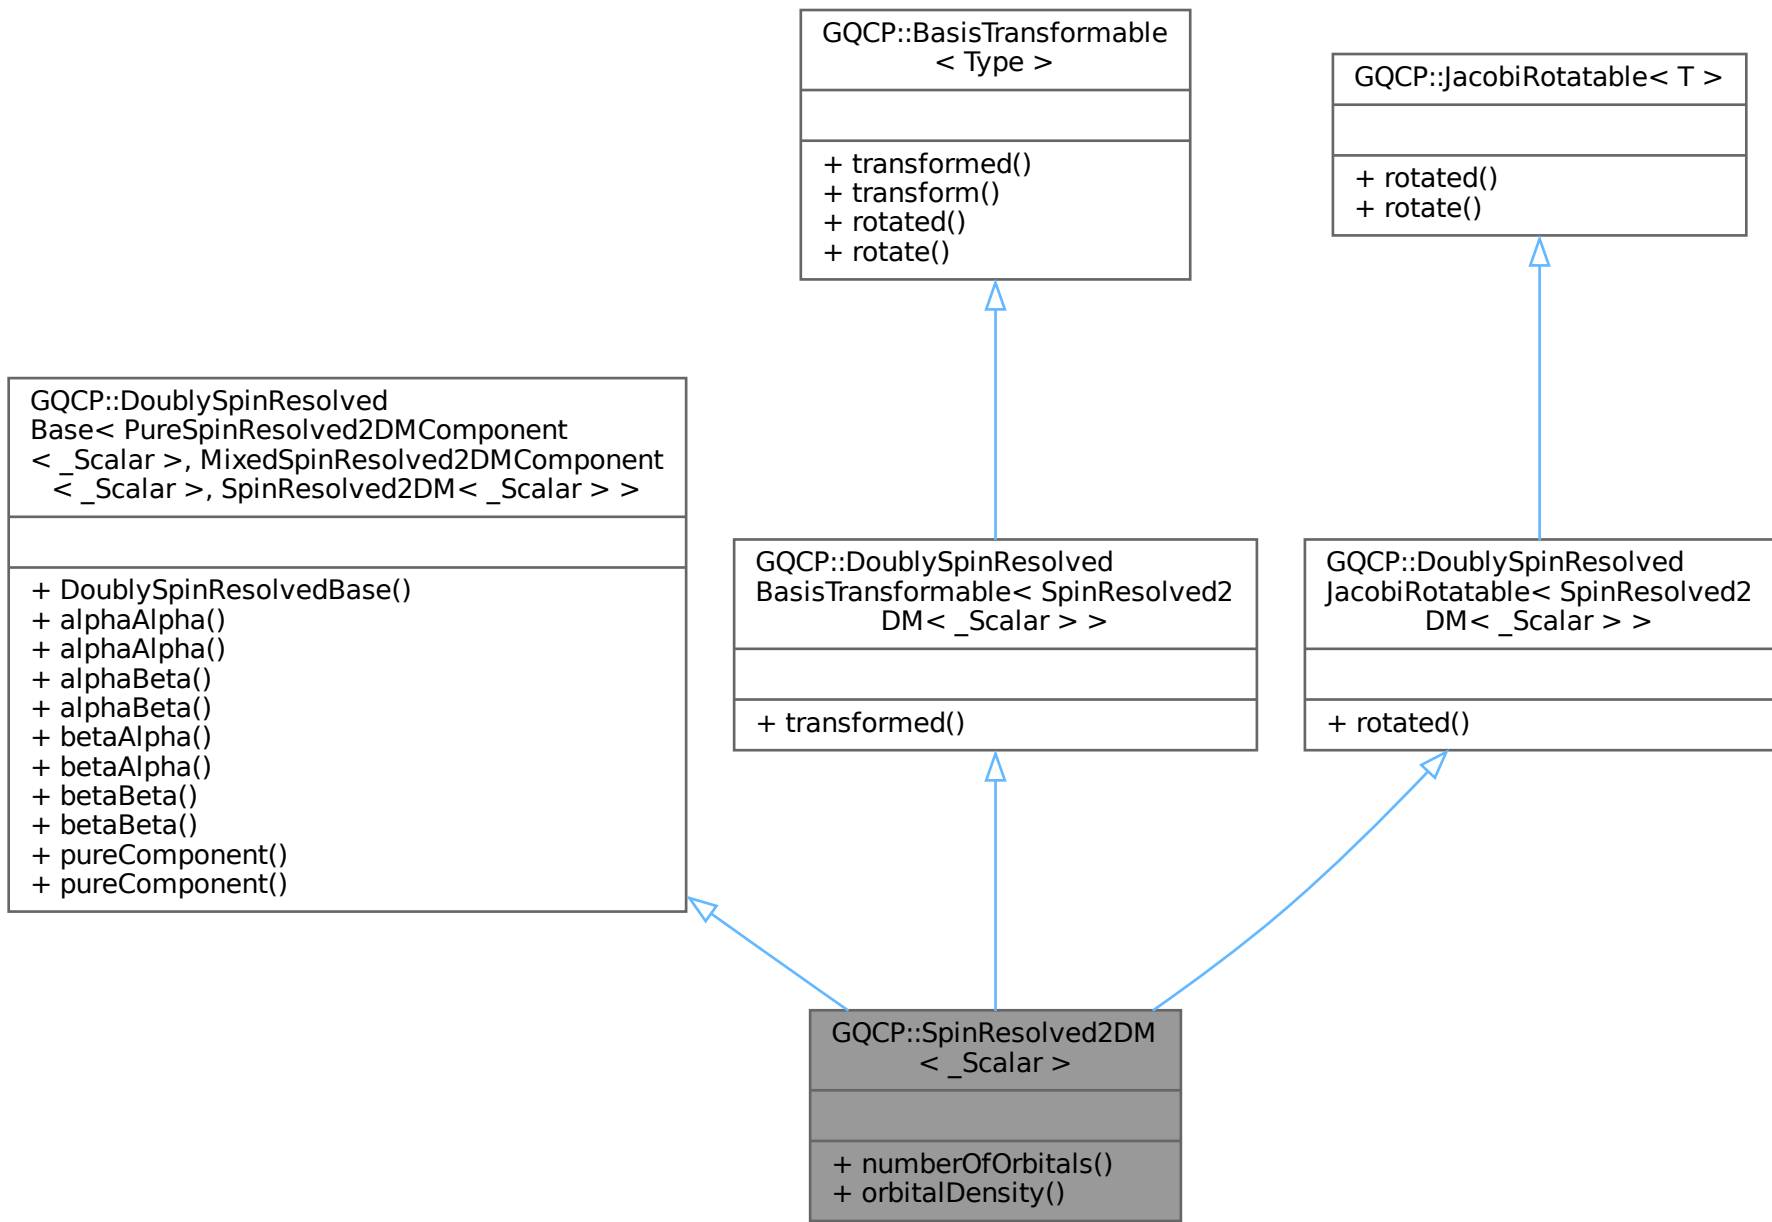 GQCP::BasisTransformable
< Type >
+ transformed()
+ transform()
+ rotated()
+ rotate()
GQCP::JacobiRotatable< T >
+ rotated()
+ rotate()
GQCP::DoublySpinResolved
Base< PureSpinResolved2DMComponent
< _Scalar >, MixedSpinResolved2DMComponent
< _Scalar >, SpinResolved2DM< _Scalar > >
+ DoublySpinResolvedBase()
+ alphaAlpha()
+ alphaAlpha()
+ alphaBeta()
+ alphaBeta()
+ betaAlpha()
+ betaAlpha()
+ betaBeta()
+ betaBeta()
+ pureComponent()
+ pureComponent()
GQCP::DoublySpinResolved
BasisTransformable< SpinResolved2
DM< _Scalar > >
+ transformed()
GQCP::DoublySpinResolved
JacobiRotatable< SpinResolved2
DM< _Scalar > >
+ rotated()
GQCP::SpinResolved2DM
< _Scalar >
+ numberOfOrbitals()
+ orbitalDensity()